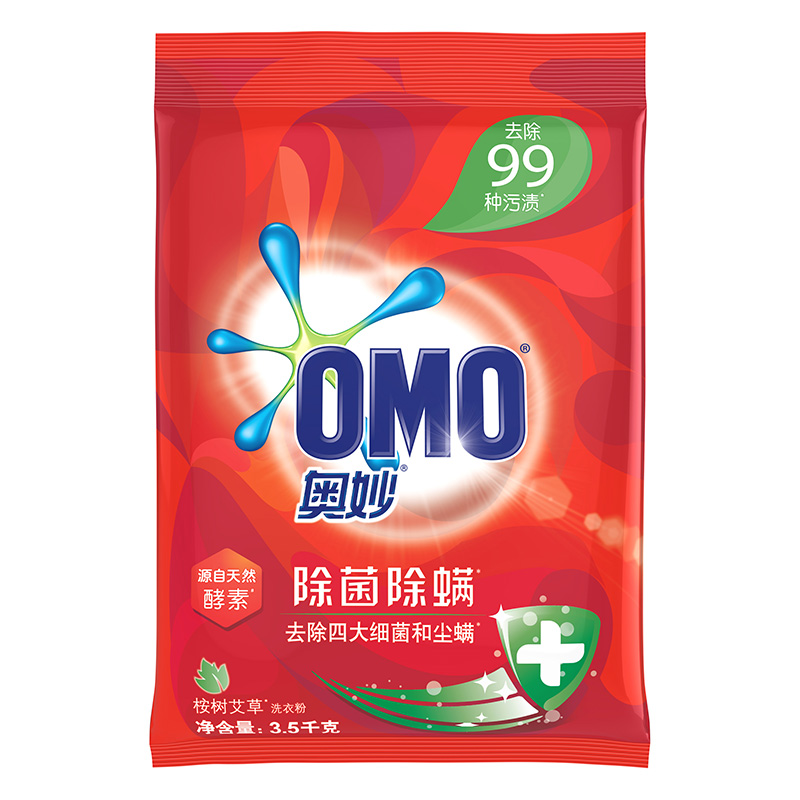 去除
99
种污渍*
OMO®
奥妙®
源自天然
酵素*
除菌除螨*
去除四大细菌和尘螨*
桉树艾草*洗衣粉
净含量：3.5千克